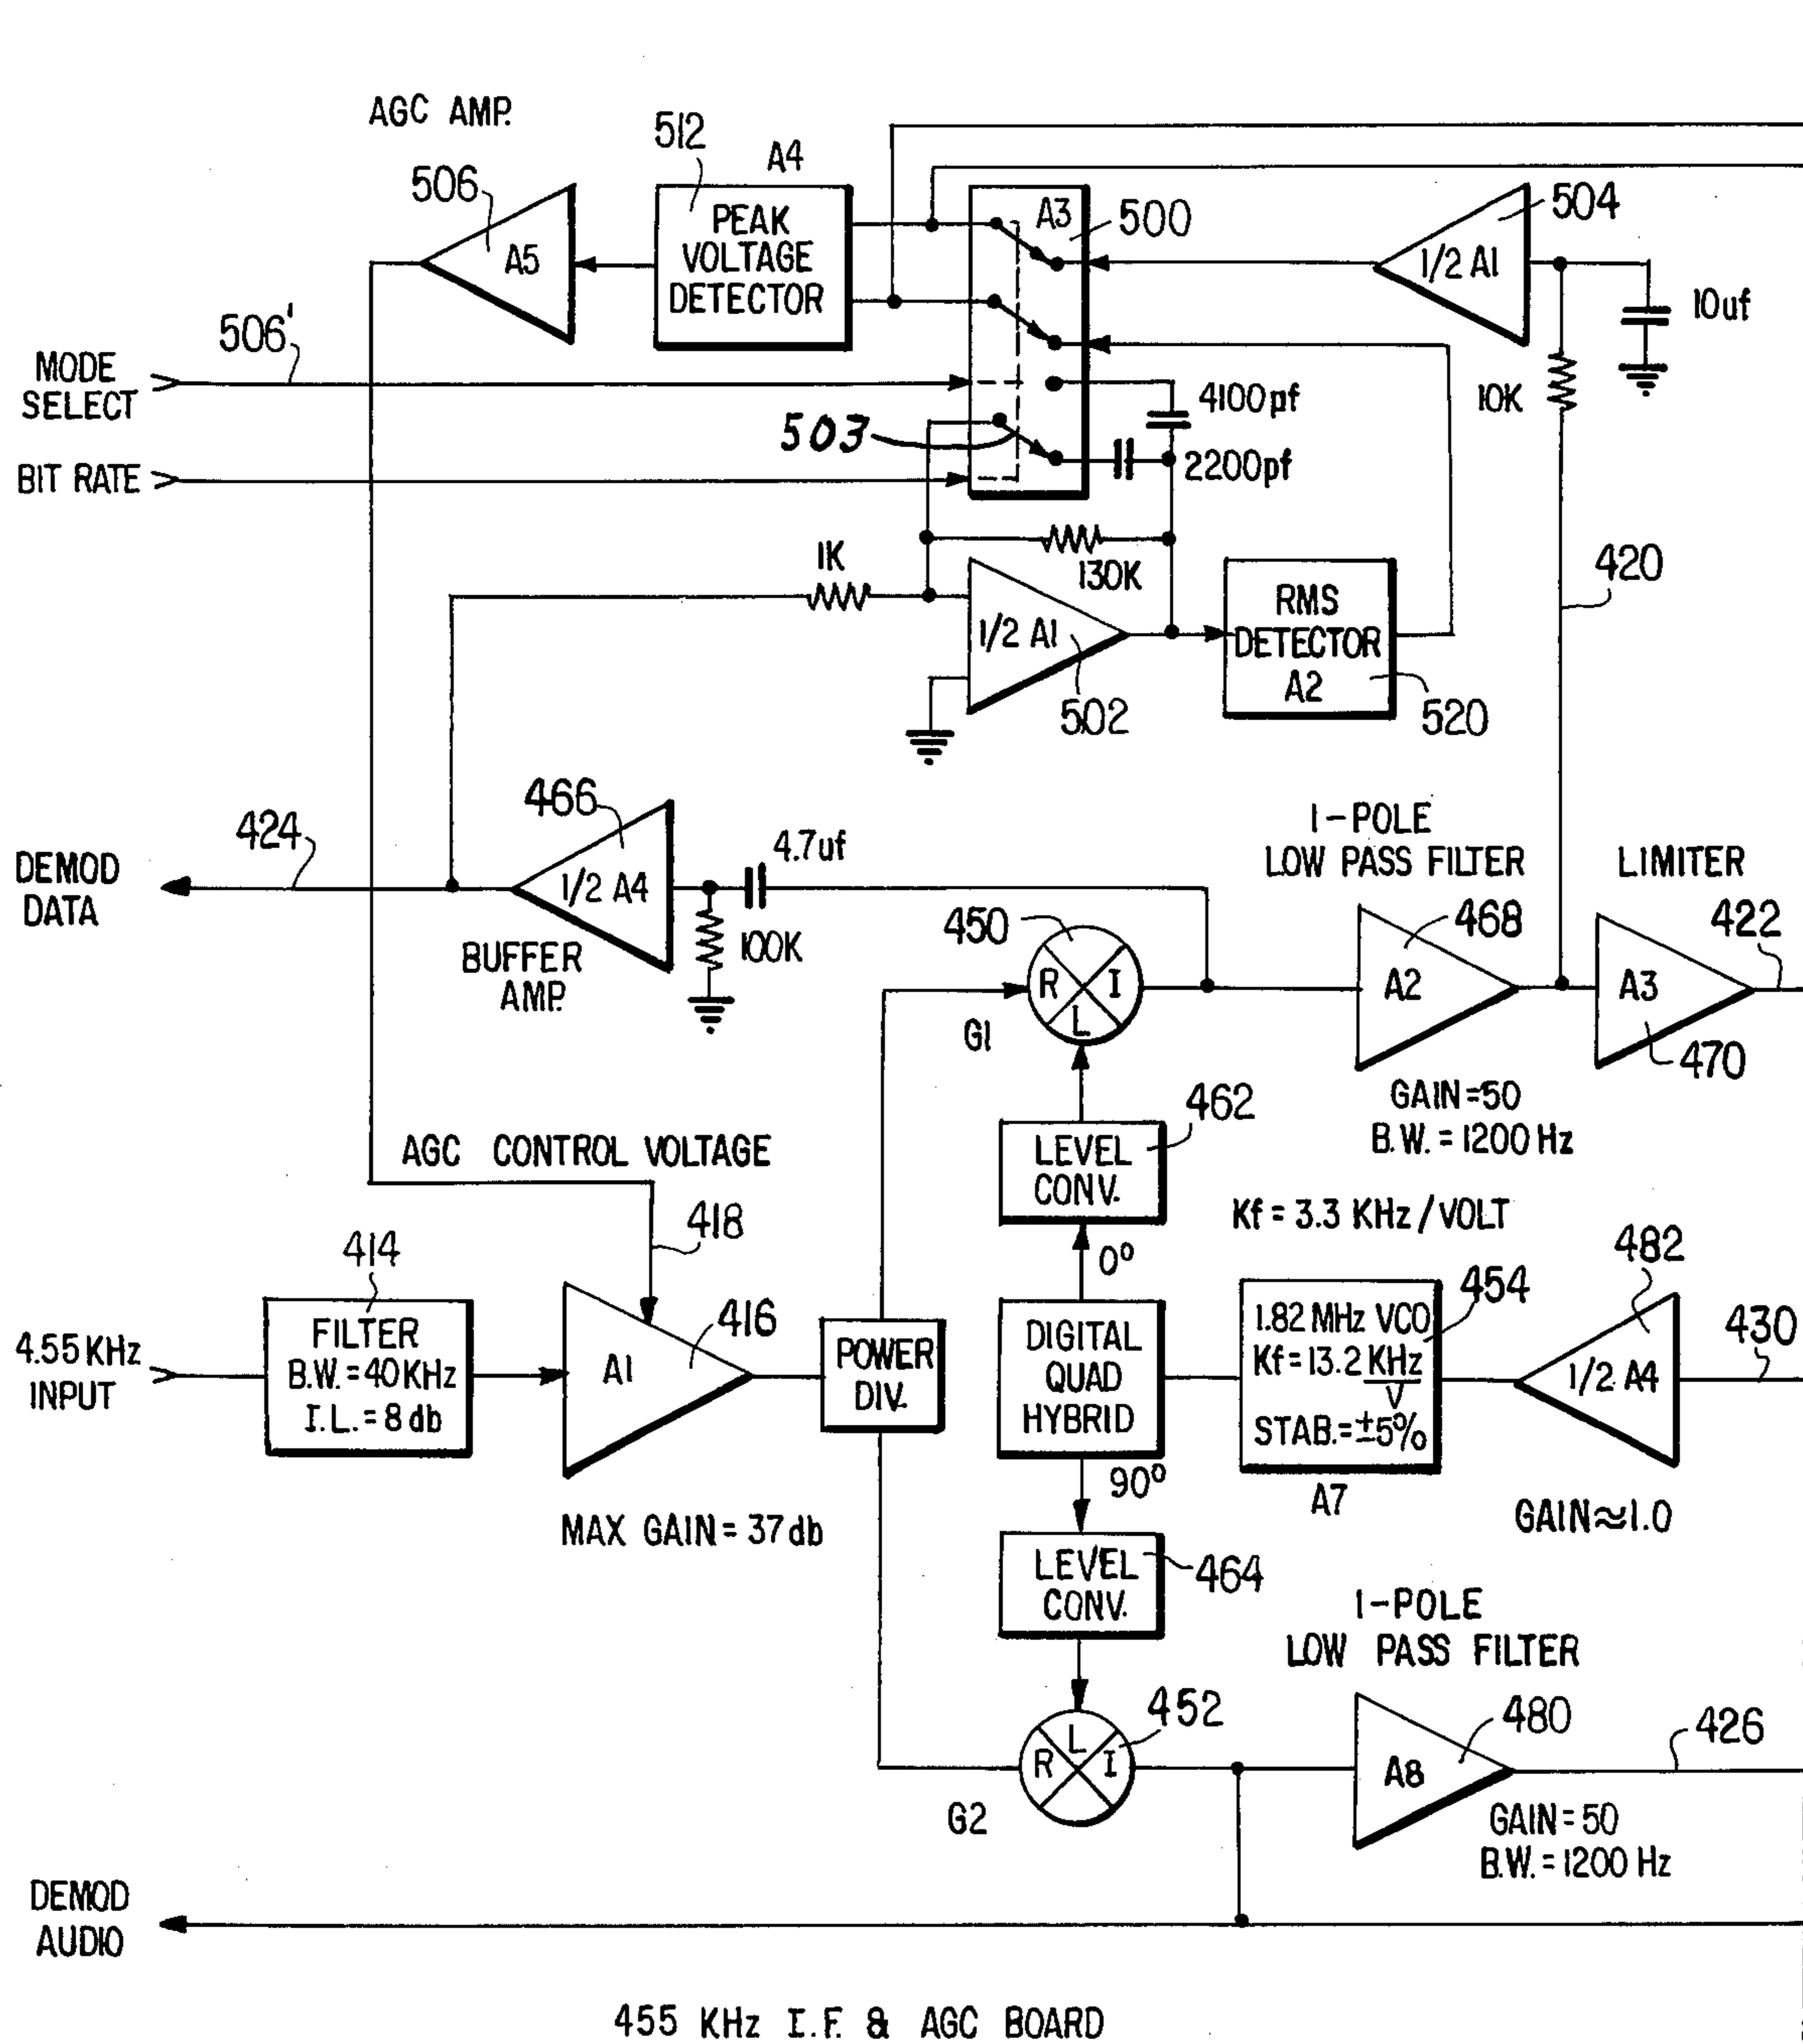 AGC AMP.
512
A4
506
A5
PEAK
VOLTAGE
DETECTOR
A3
500
504
1/2 A1
10uf
506'
MODE
SELECT
4100pf
10K
503
2200pf
BIT RATE
1K
130K
420
1/2 A1
RMS
DETECTOR
A2
502
520
466
424
4.7uf
1-POLE
LOW PASS FILTER
LIMITER
DEMOD
DATA
1/2 A4
450
468
422
100K
BUFFER
AMP.
R
I
L
A2
A3
G1
470
462
GAIN=50
B.W. = 1200 Hz
AGC CONTROL VOLTAGE
LEVEL
CONV.
Kf = 3.3 KHz/VOLT
418
414
0°
482
454
4.55 KHz
INPUT
FILTER
B.W.=40 KHz
I.L.=8db
416
A1
POWER
DIV.
DIGITAL
QUAD
HYBRID
1.82 MHz VCO
Kf=13.2 KHz
V
STAB.=±5%
1/2 A4
430
90°
A7
MAX GAIN = 37db
GAIN≈1.0
LEVEL
CONV.
464
1-POLE
LOW PASS FILTER
452
L
R
I
480
426
A8
G2
GAIN=50
B.W.=1200 Hz
DEMOD
AUDIO
455 KHz I.F. & AGC BOARD